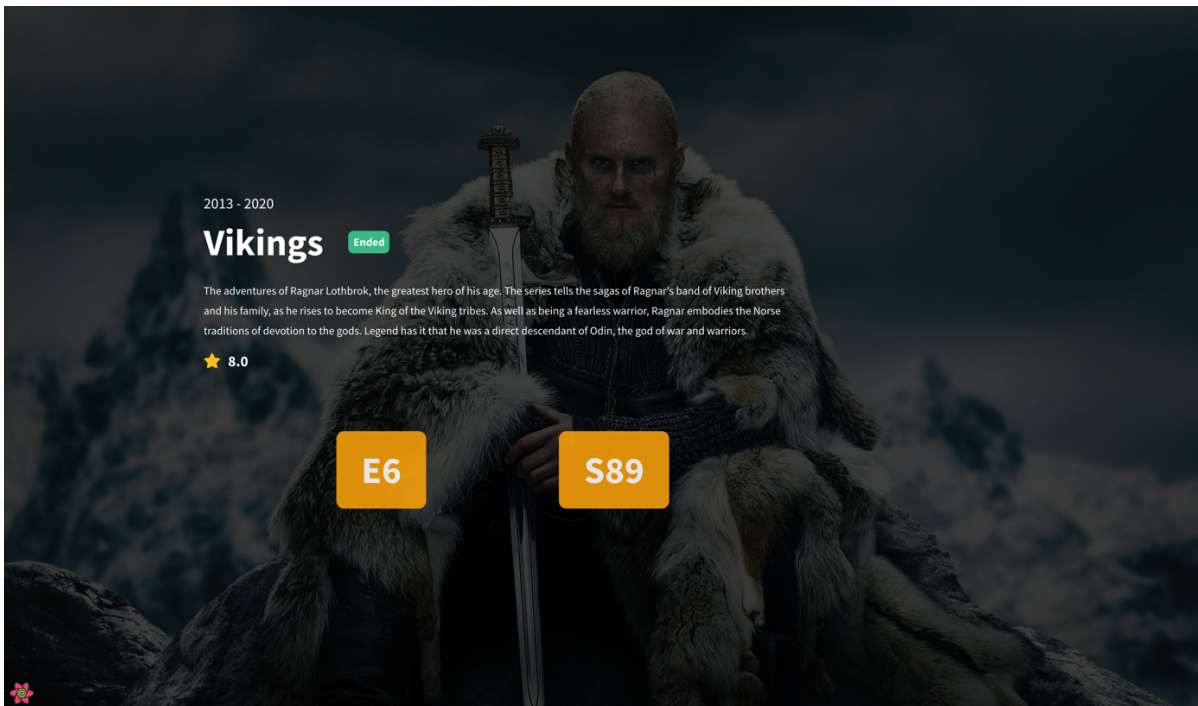 2013 - 2020
Vikings
Ended
The adventures of Ragnar Lothbrok, the greatest hero of his age. The series tells the sagas of Ragnar's band of Viking brothers
and his family, as he rises to become King of the Viking tribes. As well as being a fearless warrior, Ragnar embodies the Norse
traditions of devotion to the gods. Legend has it that he was a direct descendant of Odin, the god of war and warriors.
8.0
E6
S89